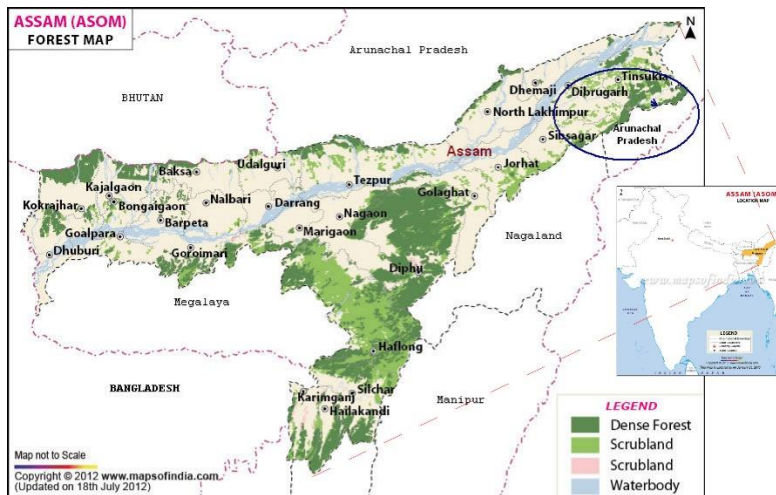 ASSAM (ASOM)
FOREST MAP
N
Arunachal Pradesh
BHUTAN
Tinsukia
Dhemaji
Dibrugarh
North Lakhimpur
Arunachal
Pradesh
Sibsagar
Assam
Udalguri
Baksa
Jorhat
Tezpur
Kajalgaon
Golaghat
Kokrajhar
Bongaigaon
Nalbari
Darrang
Nagaon
Barpeta
Marigaon
Goalpara
Nagaland
Dhuburi
Goroimari
Diphu
Megalaya
Haflong
BANGLADESH
Silchar
Karimganj
Hailakandi
Manipur
ASSAM (ASOM)
LOCATION MAP
LEGEND
LEGEND
Dense Forest
Scrubland
Scrubland
Waterbody
Map not to Scale
Copyright © 2012 www.mapsofindia.com
(Updated on 18th July 2012)